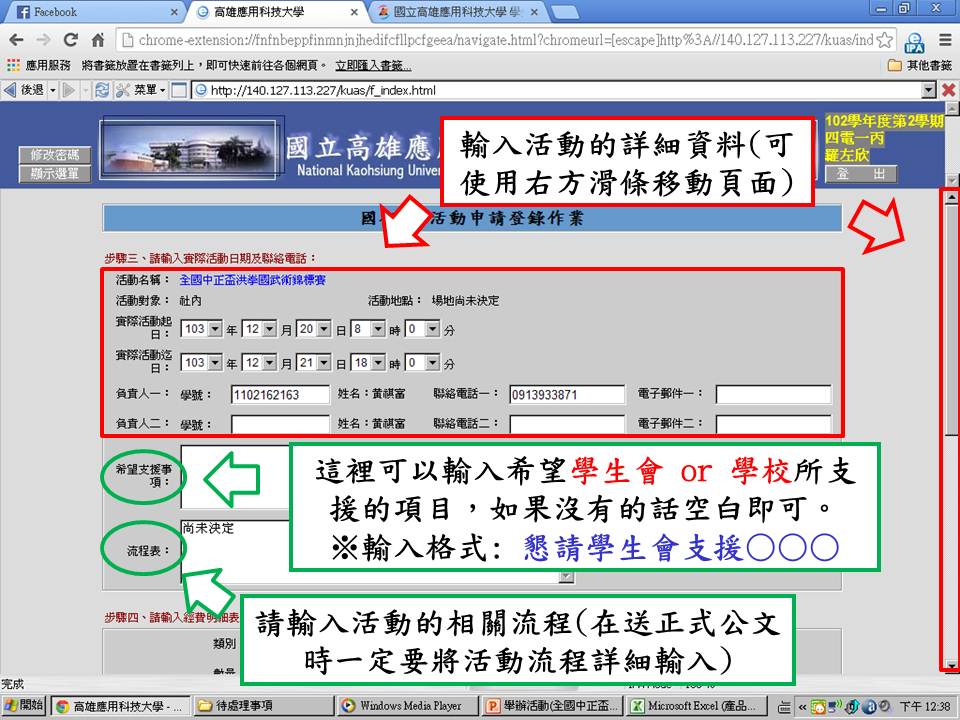 Facebook
高雄應用科技大學
國立高雄應用科技大學 學
chrome-extension://fnfnbeppfinmnjnjhedifcfllpcfgeea/navigate.html?chromeurl=[escape]http%3A//140.127.113.227/kuas/ind
應用服務 將書籤放置在書籤列上，即可快速前往各個網頁。 立即匯入書籤...
其他書籤
後退 菜單 http://140.127.113.227/kuas/f_index.html
修改密碼
顯示選單
國立高雄應
National Kaohsiung Univer
102學年度第2學期
四電一丙
羅左欣
登 出
輸入活動的詳細資料(可
使用右方滑條移動頁面)
活動申請登錄作業
步驟三、請輸入實際活動日期及聯絡電話：
活動名稱： 全國中正盃洪拳國武術錦標賽
活動對象： 社內 活動地點： 場地尚未決定
實際活動起日： 103 年 12 月 20 日 8 時 0 分
實際活動迄日： 103 年 12 月 21 日 18 時 0 分
負責人一： 學號： 1102162163 姓名：黃祺富 聯絡電話一： 0913933871 電子郵件一：
負責人二： 學號： 姓名：黃祺富 聯絡電話二： 電子郵件二：
希望支援事項：
這裡可以輸入希望學生會 or 學校所支
援的項目，如果沒有的話空白即可。
※輸入格式: 懇請學生會支援○○○
流程表：
尚未決定
步驟四、請輸入經費明細表
請輸入活動的相關流程(在送正式公文
時一定要將活動流程詳細輸入)
類別
數量
完成
開始 高雄應用科技大學 - ... 待處理事項 Windows Media Player 舉辦活動(全國中正盃... Microsoft Excel (產品... 下午 12:38